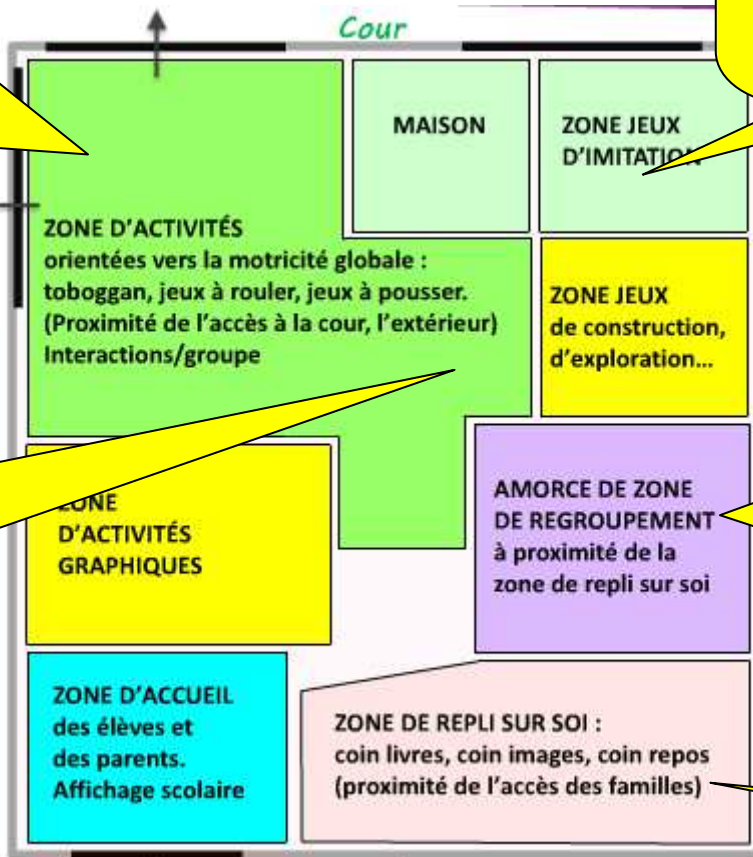 Cour
MAISON
ZONE JEUX
D'IMITATION
ZONE D'ACTIVITÉS
orientées vers la motricité globale :
toboggan, jeux à rouler, jeux à pousser.
(Proximité de l'accès à la cour, l'extérieur)
Interactions/groupe
ZONE JEUX
de construction,
d'exploration...
ZONE
D'ACTIVITÉS
GRAPHIQUES
AMORCE DE ZONE
DE REGROUPEMENT
à proximité de la
zone de repli sur soi
ZONE D'ACCUEIL
des élèves et
des parents.
Affichage scolaire
ZONE DE REPLI SUR SOI :
coin livres, coin images, coin repos
(proximité de l'accès des familles)